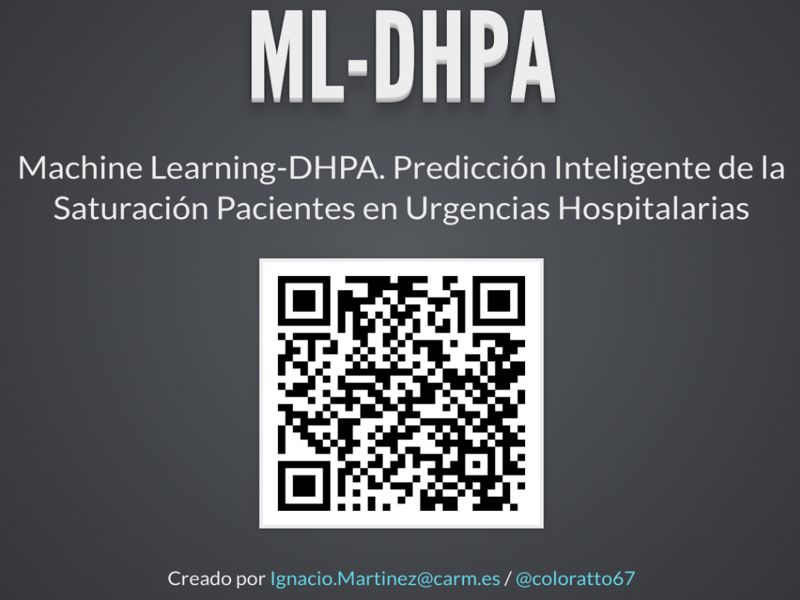 ML-DHPA
Machine Learning-DHPA. Predicción Inteligente de la
Saturación Pacientes en Urgencias Hospitalarias
Creado por Ignacio.Martinez@carm.es / @coloratto67